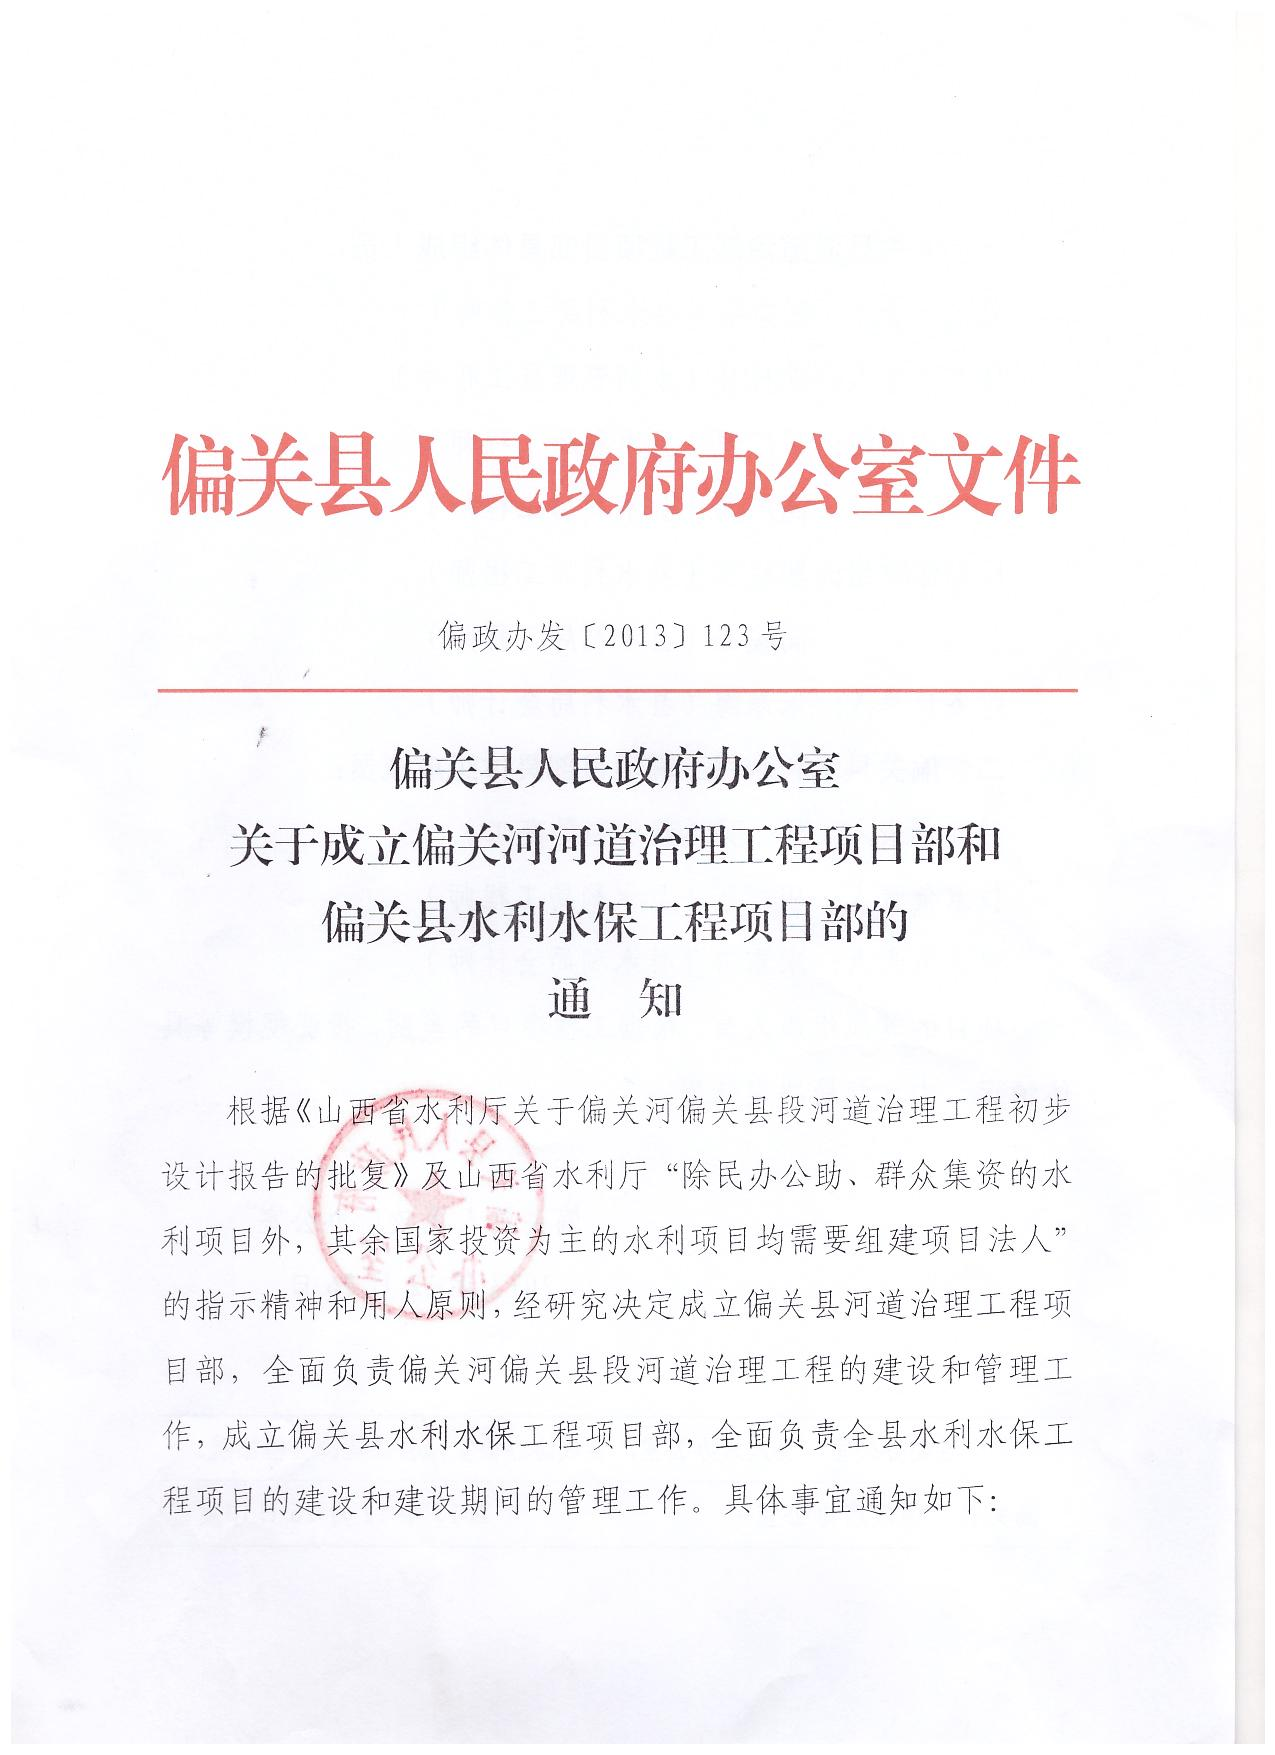 偏关县人民政府办公室文件
偏政办发〔2013〕123号
偏关县人民政府办公室
关于成立偏关河河道治理工程项目部和
偏关县水利水保工程项目部的
通 知
根据《山西省水利厅关于偏关河偏关县段河道治理工程初步
设计报告的批复》及山西省水利厅“除民办公助、群众集资的水
利项目外，其余国家投资为主的水利项目均需要组建项目法人”
的指示精神和用人原则，经研究决定成立偏关县河道治理工程项
目部，全面负责偏关河偏关县段河道治理工程的建设和管理工
作，成立偏关县水利水保工程项目部，全面负责全县水利水保工
程项目的建设和建设期间的管理工作。具体事宜通知如下：